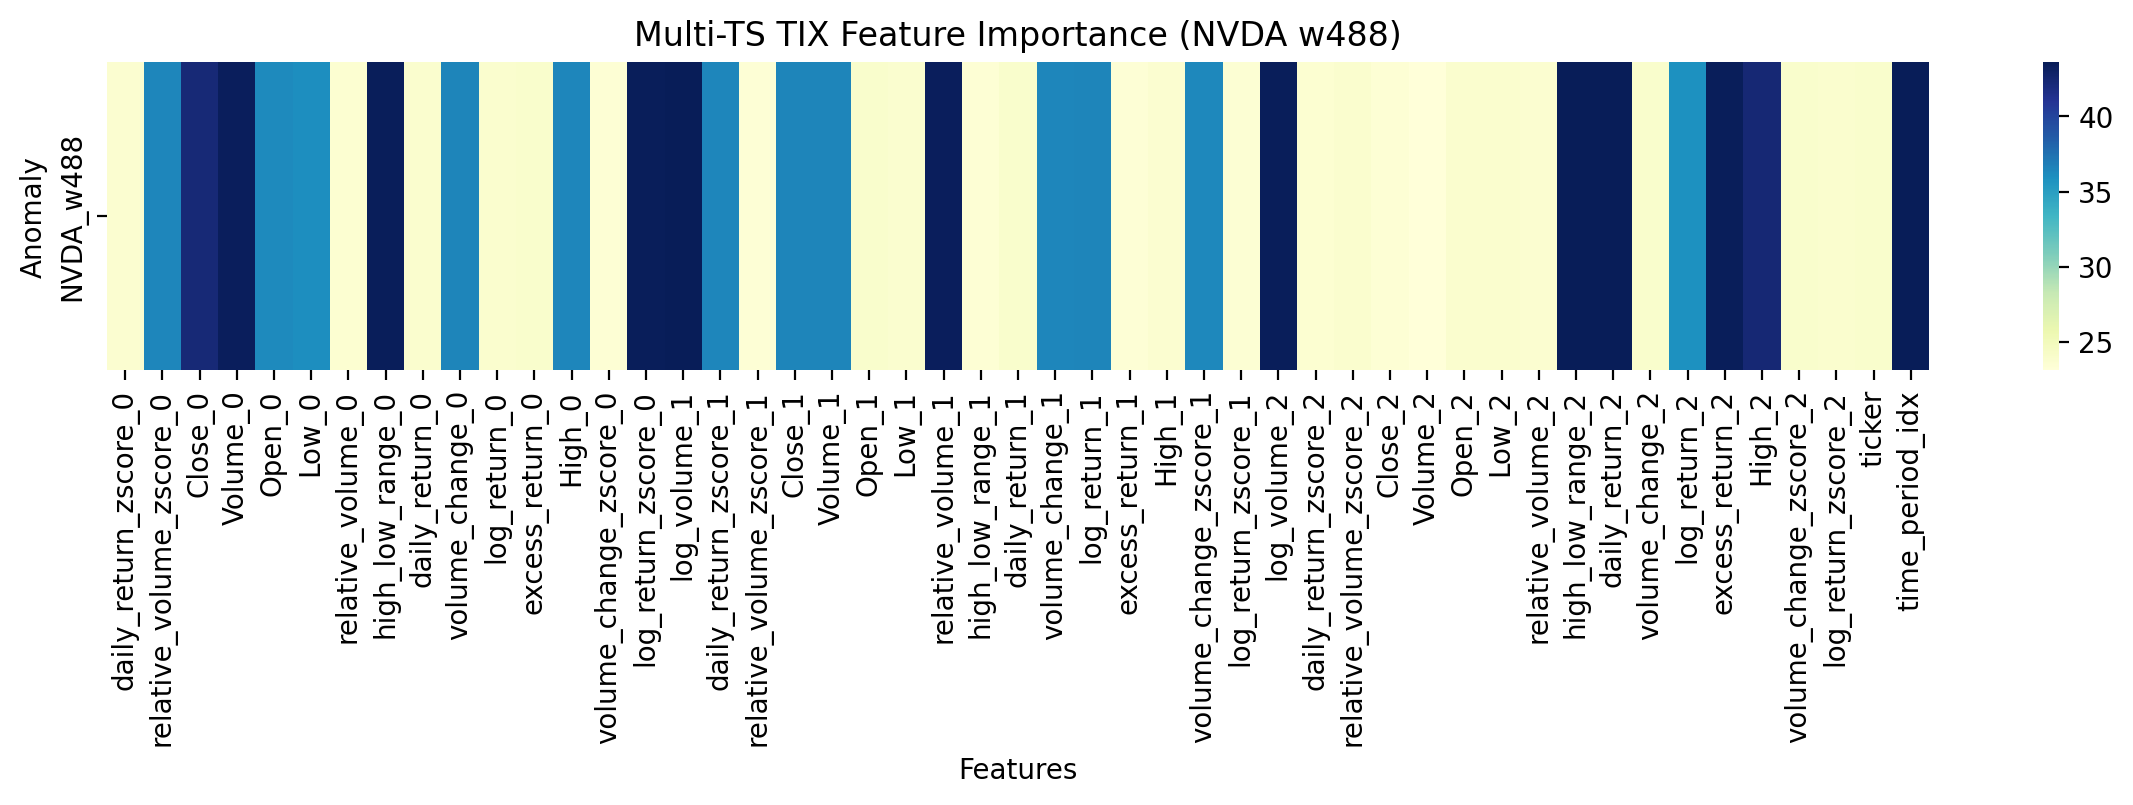 Multi-TS TIX Feature Importance (NVDA w488)
Anomaly
NVDA_w488
40
35
30
25
daily_return_zscore_0
relative_volume_zscore_0
Close_0
Volume_0
Open_0
Low_0
relative_volume_0
high_low_range_0
daily_return_0
volume_change_0
log_return_0
excess_return_0
High_0
volume_change_zscore_0
log_return_zscore_0
log_volume_1
daily_return_zscore_1
relative_volume_zscore_1
Close_1
Volume_1
Open_1
Low_1
relative_volume_1
high_low_range_1
daily_return_1
volume_change_1
log_return_1
excess_return_1
High_1
volume_change_zscore_1
log_return_zscore_1
log_volume_2
daily_return_zscore_2
relative_volume_zscore_2
Close_2
Volume_2
Open_2
Low_2
relative_volume_2
high_low_range_2
daily_return_2
volume_change_2
log_return_2
excess_return_2
High_2
volume_change_zscore_2
log_return_zscore_2
ticker
time_period_idx
Features